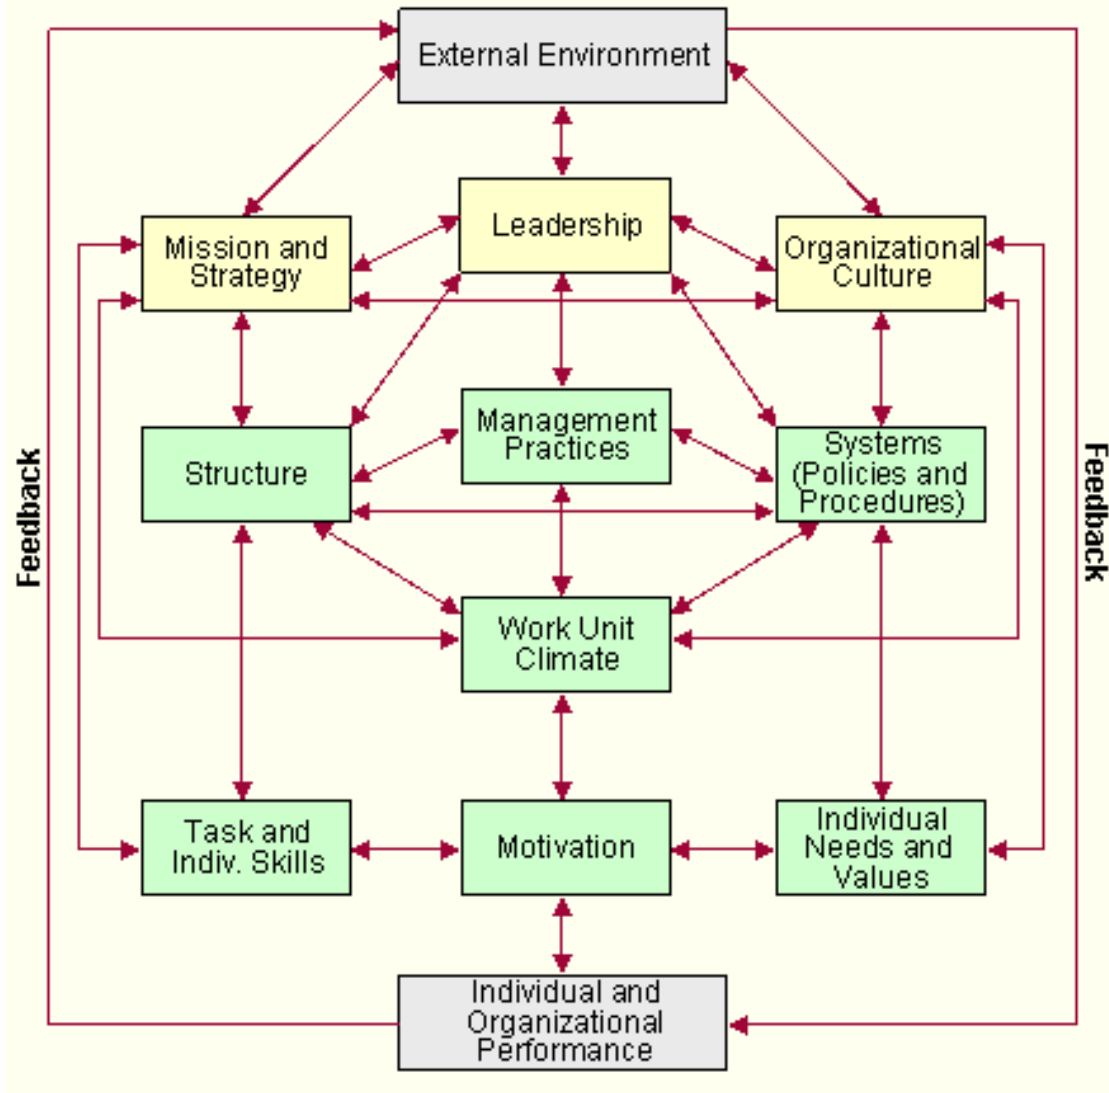 External Environment
Leadership
Mission and
Strategy
Organizational
Culture
Management
Practices
Structure
Systems
(Policies and
Procedures)
Feedback
Feedback
Work Unit
Climate
Task and
Indiv. Skills
Motivation
Individual
Needs and
Values
Individual and
Organizational
Performance